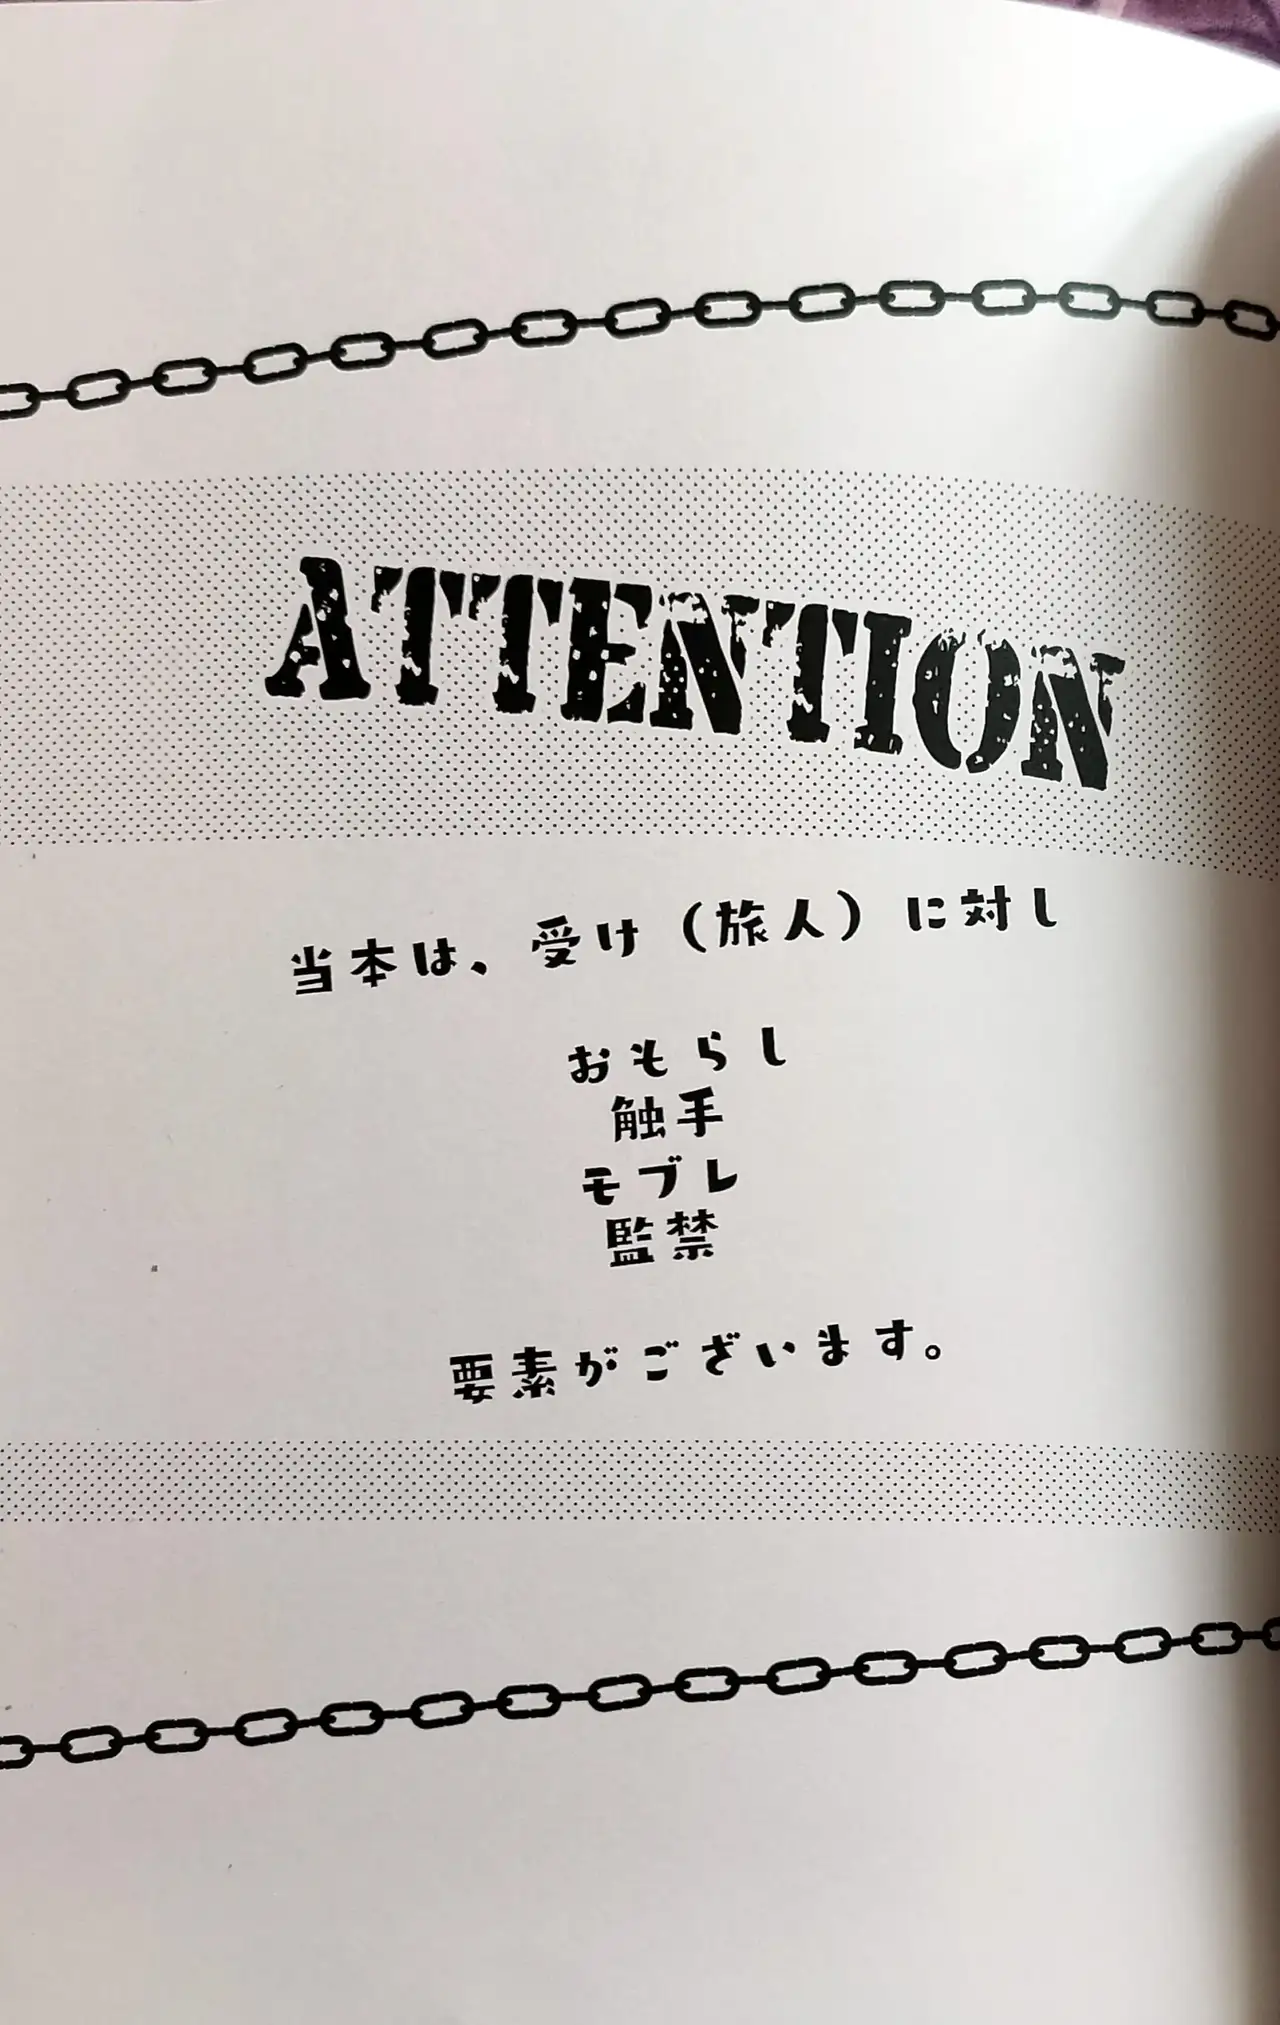 ATTENTION
当本は、受け（旅人）に対し
おもらし
触手
モブレ
監禁
要素がございます。